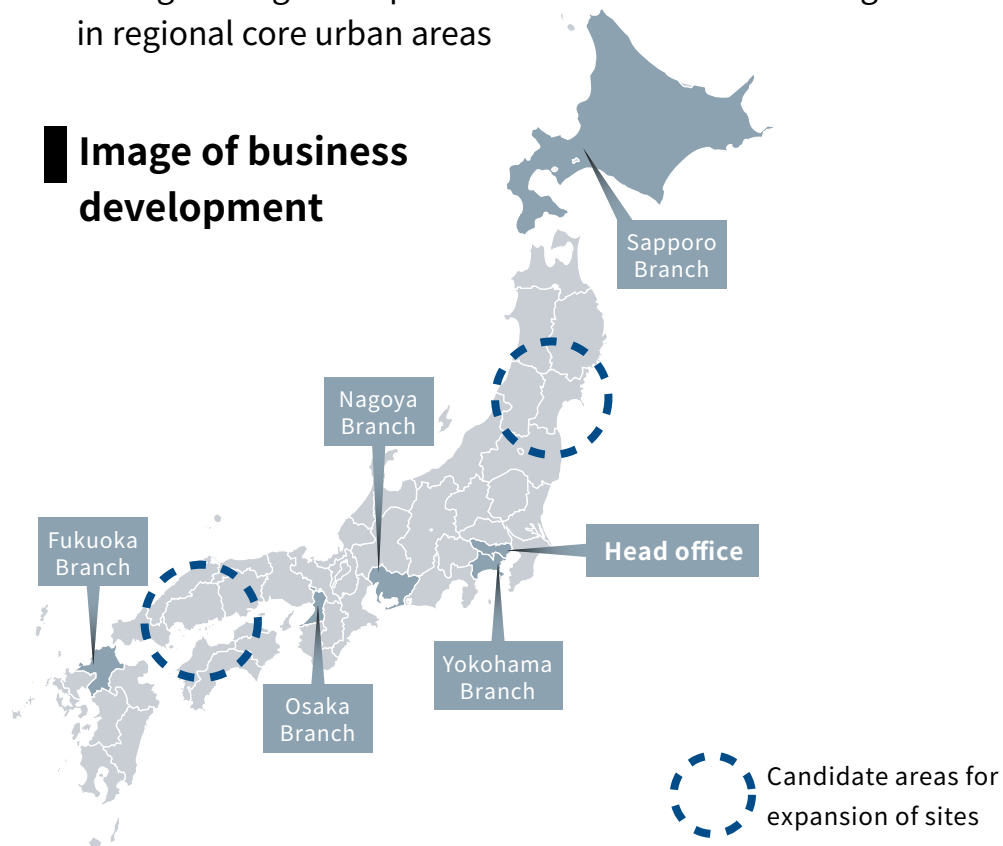 in regional core urban areas
Image of business
development
Sapporo
Branch
Nagoya
Branch
Fukuoka
Branch
Head office
Yokohama
Branch
Osaka
Branch
Candidate areas for
expansion of sites